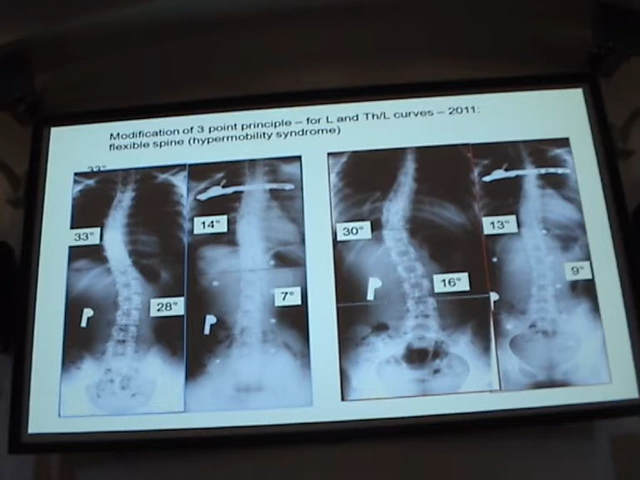 Modification of 3 point principle – for L and Th/L curves – 2011:
flexible spine (hypermobility syndrome)
33°
14°
30°
13°
28°
7°
16°
9°
P
P
P